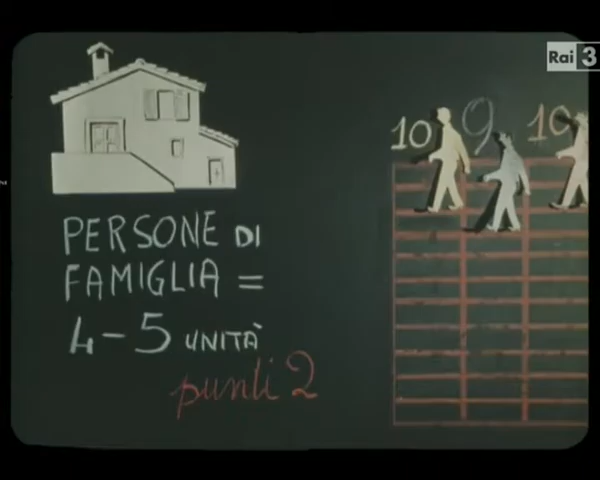 Rai 3
10 9 10
PERSONE DI
FAMIGLIA =
4-5 UNITÀ
punti 2